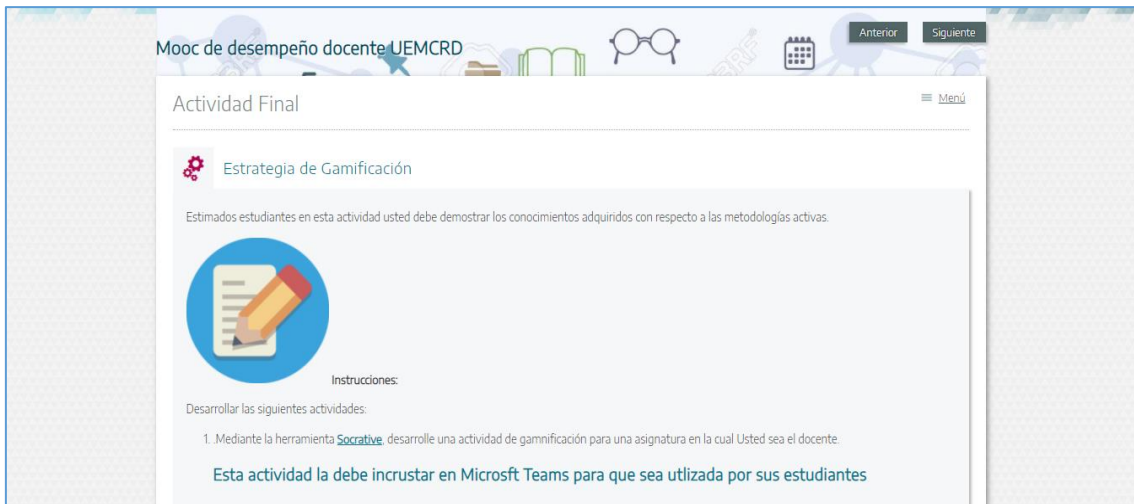 Mooc de desempeño docente UEMCRD
Anterior
Siguiente
Actividad Final
Menú
Estrategia de Gamificación
Estimados estudiantes en esta actividad usted debe demostrar los conocimientos adquiridos con respecto a las metodologías activas.
Instrucciones:
Desarrollar las siguientes actividades:
1. .Mediante la herramienta Socrative, desarrolle una actividad de gamnificación para una asignatura en la cual Usted sea el docente.
Esta actividad la debe incrustar en Microsft Teams para que sea utlizada por sus estudiantes